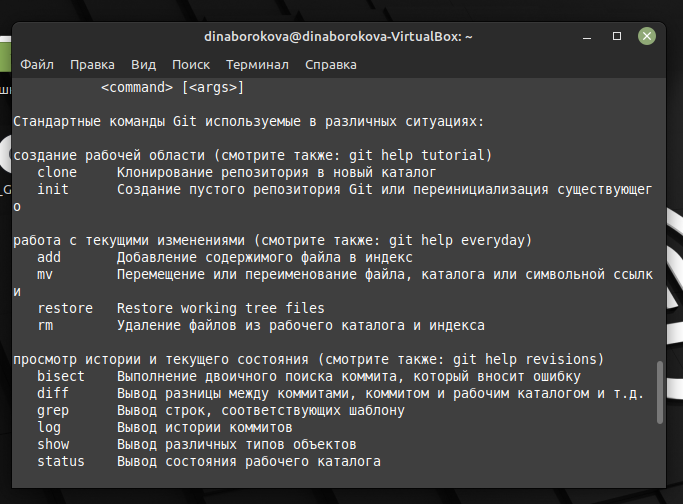 dinaborokova@dinaborokova-VirtualBox: ~
Файл Правка Вид Поиск Терминал Справка
<command> [<args>]
Стандартные команды Git используемые в различных ситуациях:
создание рабочей области (смотрите также: git help tutorial)
clone Клонирование репозитория в новый каталог
init Создание пустого репозитория Git или переинициализация существующег
о
работа с текущими изменениями (смотрите также: git help everyday)
add Добавление содержимого файла в индекс
mv Перемещение или переименование файла, каталога или символьной ссылк
и
restore Restore working tree files
rm Удаление файлов из рабочего каталога и индекса
просмотр истории и текущего состояния (смотрите также: git help revisions)
bisect Выполнение двоичного поиска коммита, который вносит ошибку
diff Вывод разницы между коммитами, коммитом и рабочим каталогом и т.д.
grep Вывод строк, соответствующих шаблону
log Вывод истории коммитов
show Вывод различных типов объектов
status Вывод состояния рабочего каталога